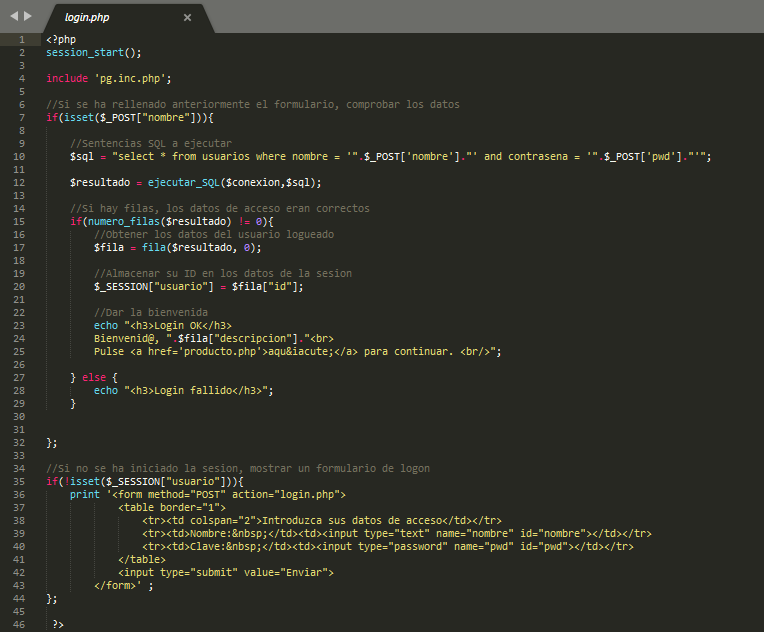 login.php
1 <?php
2 session_start();
3
4 include 'pg.inc.php';
5
6 //Si se ha rellenado anteriormente el formulario, comprobar los datos
7 if(isset($_POST["nombre"])){
8
9 //Sentencias SQL a ejecutar
10 $sql = "select * from usuarios where nombre = '".$_POST['nombre']."' and contrasena = '".$_POST['pwd']."'";
11
12 $resultado = ejecutar_SQL($conexion,$sql);
13
14 //Si hay filas, los datos de acceso eran correctos
15 if(numero_filas($resultado) != 0){
16 //Obtener los datos del usuario logueado
17 $fila = fila($resultado, 0);
18
19 //Almacenar su ID en los datos de la sesion
20 $_SESSION["usuario"] = $fila["id"];
21
22 //Dar la bienvenida
23 echo "<h3>Login OK</h3>
24 Bienvenid@, ".$fila["descripcion"]."<br>
25 Pulse <a href='producto.php'>aqu&iacute;</a> para continuar. <br/>";
26
27 } else {
28 echo "<h3>Login fallido</h3>";
29 }
30
31
32 };
33
34 //Si no se ha iniciado la sesion, mostrar un formulario de logon
35 if(!isset($_SESSION["usuario"])){
36 print '<form method="POST" action="login.php">
37 <table border="1">
38 <tr><td colspan="2">Introduzca sus datos de acceso</td></tr>
39 <tr><td>Nombre:&nbsp;</td><td><input type="text" name="nombre" id="nombre"></td></tr>
40 <tr><td>Clave:&nbsp;</td><td><input type="password" name="pwd" id="pwd"></td></tr>
41 </table>
42 <input type="submit" value="Enviar">
43 </form>' ;
44 };
45
46 ?>